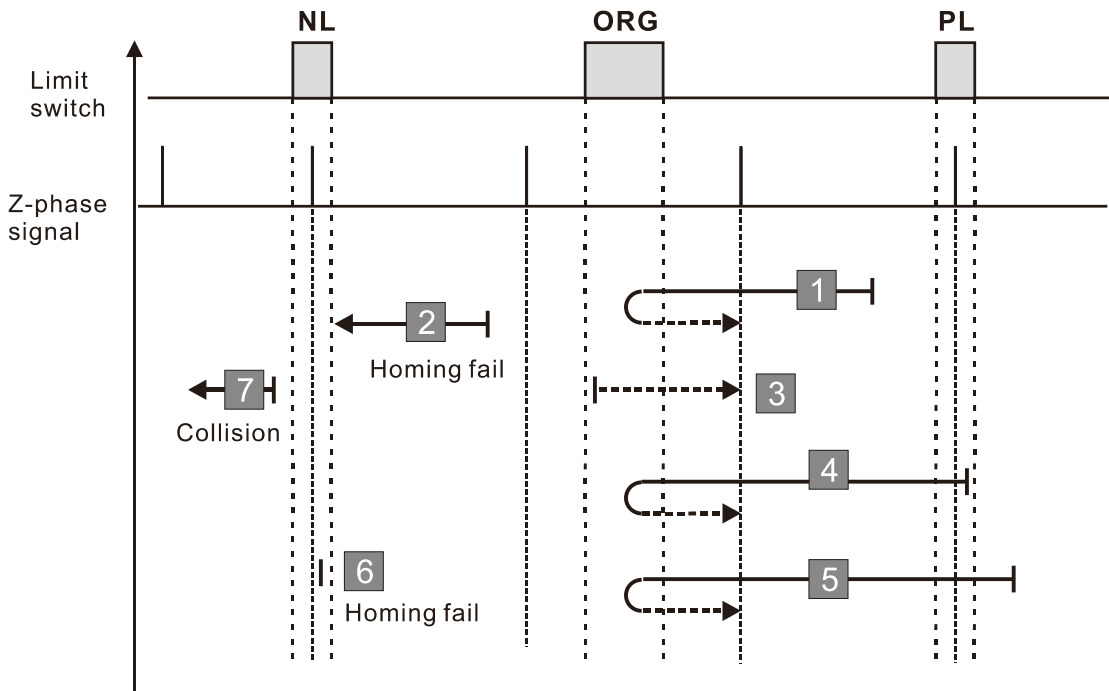 NL ORG PL
Limit
switch
Z-phase
signal
1
2
Homing fail
7
3
Collision
4
6
5
Homing fail